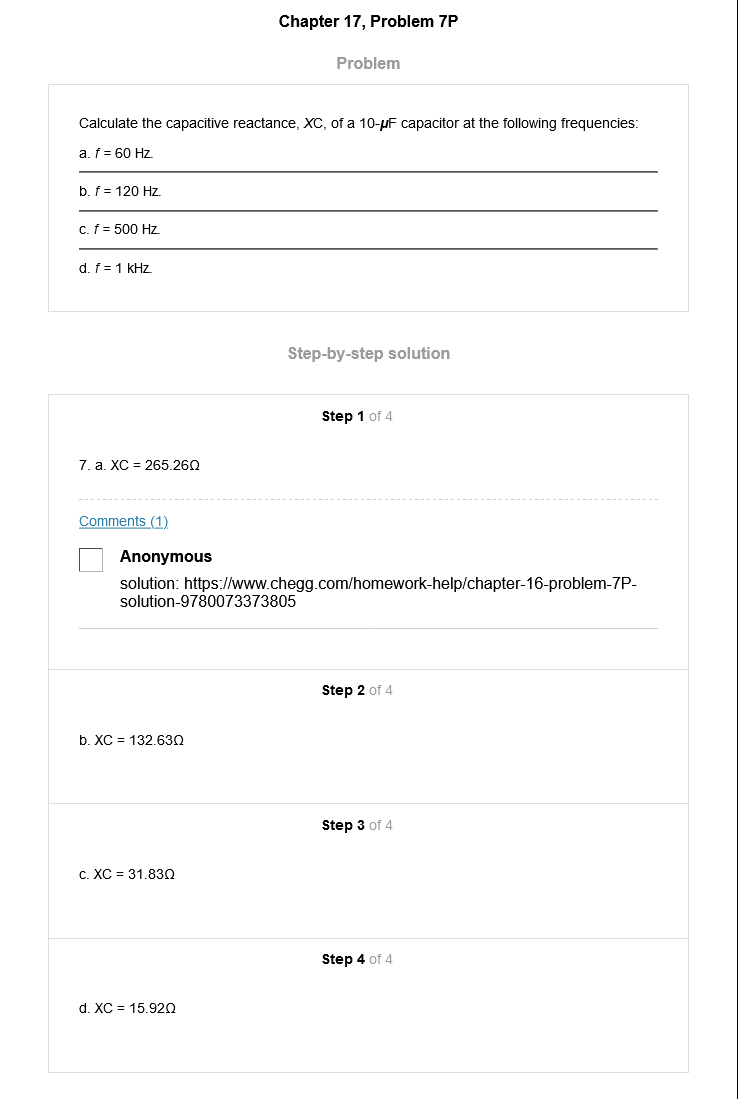 Chapter 17, Problem 7P
Problem
Calculate the capacitive reactance, XC, of a 10-μF capacitor at the following frequencies:
a. f = 60 Hz.
b. f = 120 Hz.
c. f = 500 Hz.
d. f = 1 kHz.
Step-by-step solution
Step 1 of 4
7. a. XC = 265.26Ω
Comments (1)
Anonymous
solution: https://www.chegg.com/homework-help/chapter-16-problem-7P-
solution-9780073373805
Step 2 of 4
b. XC = 132.63Ω
Step 3 of 4
c. XC = 31.83Ω
Step 4 of 4
d. XC = 15.92Ω